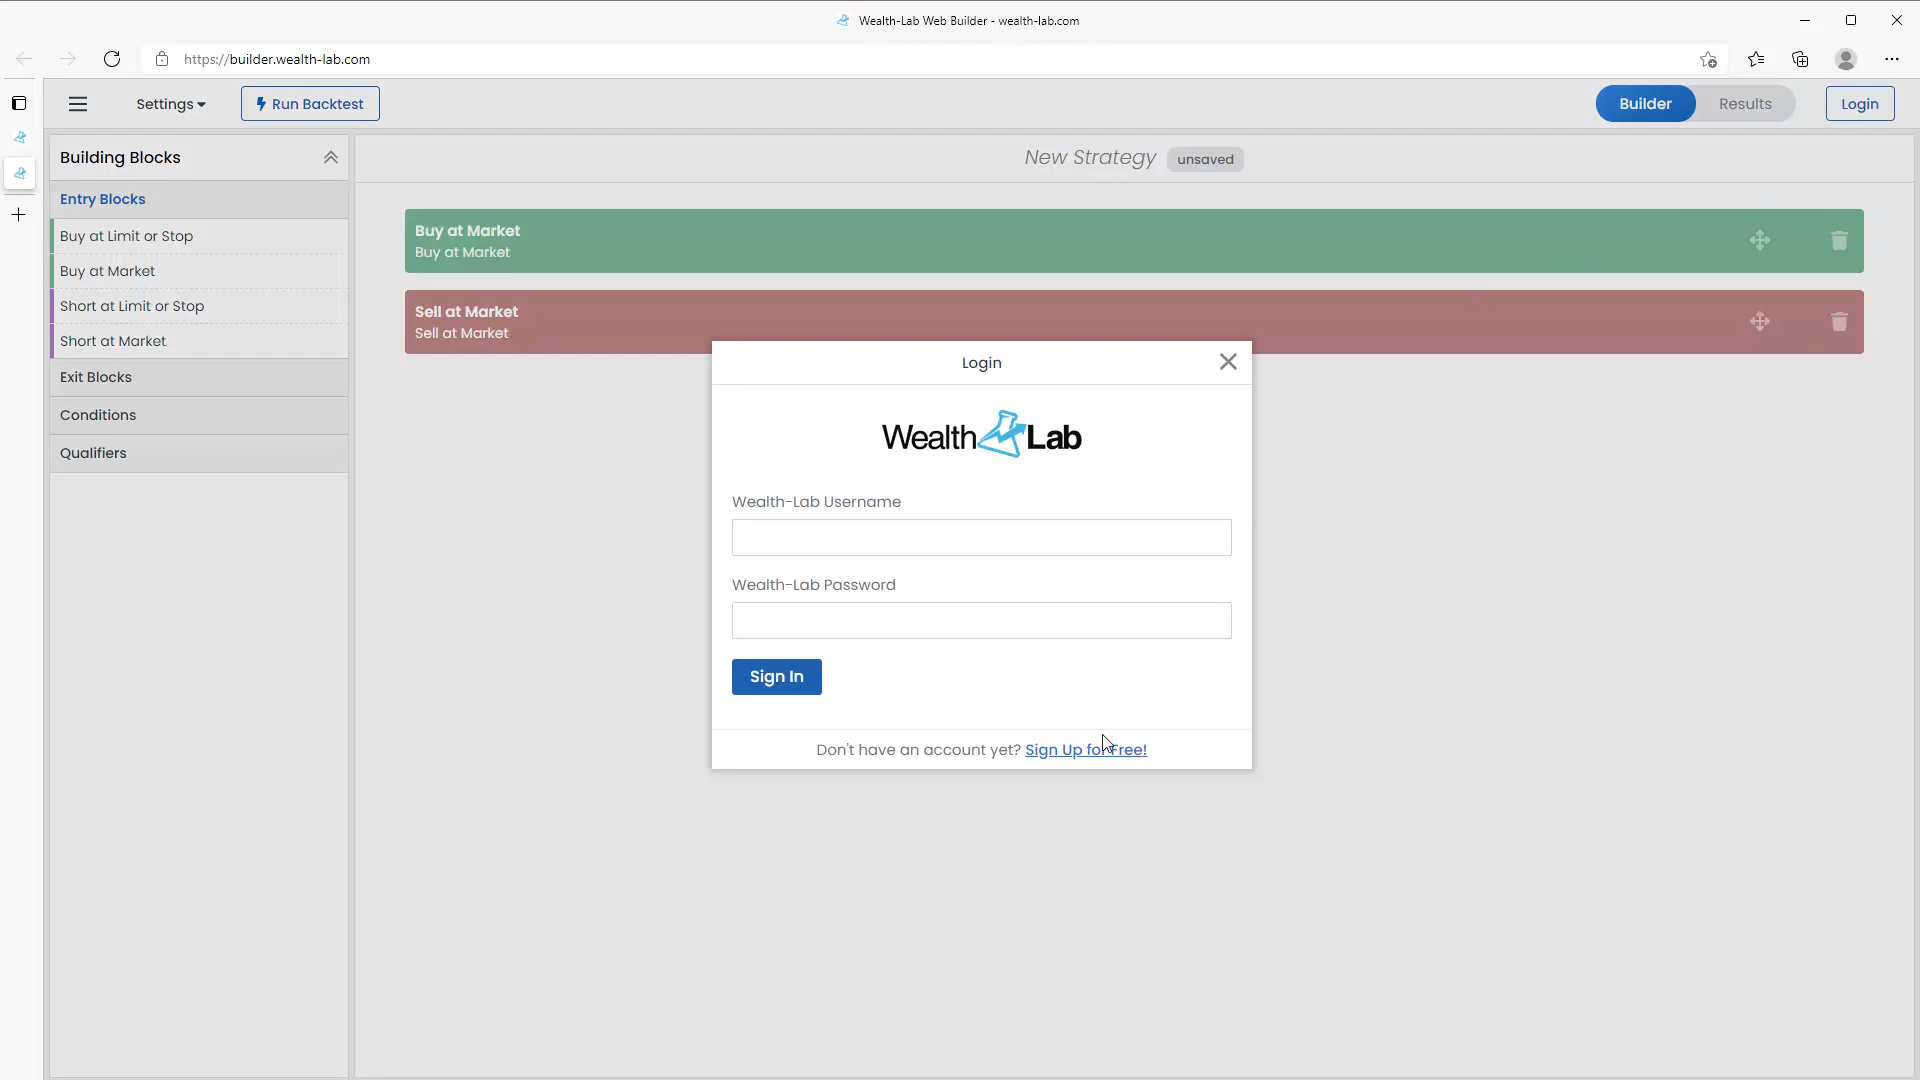 Wealth-Lab Web Builder - wealth-lab.com
https://builder.wealth-lab.com
Settings
Run Backtest
Builder
Results
Login
Building Blocks
Entry Blocks
Buy at Limit or Stop
Buy at Market
Short at Limit or Stop
Short at Market
Exit Blocks
Conditions
Qualifiers
New Strategy
unsaved
Buy at Market
Buy at Market
Sell at Market
Sell at Market
Login
Wealth Lab
Wealth-Lab Username
Wealth-Lab Password
Sign In
Don't have an account yet? Sign Up for Free!